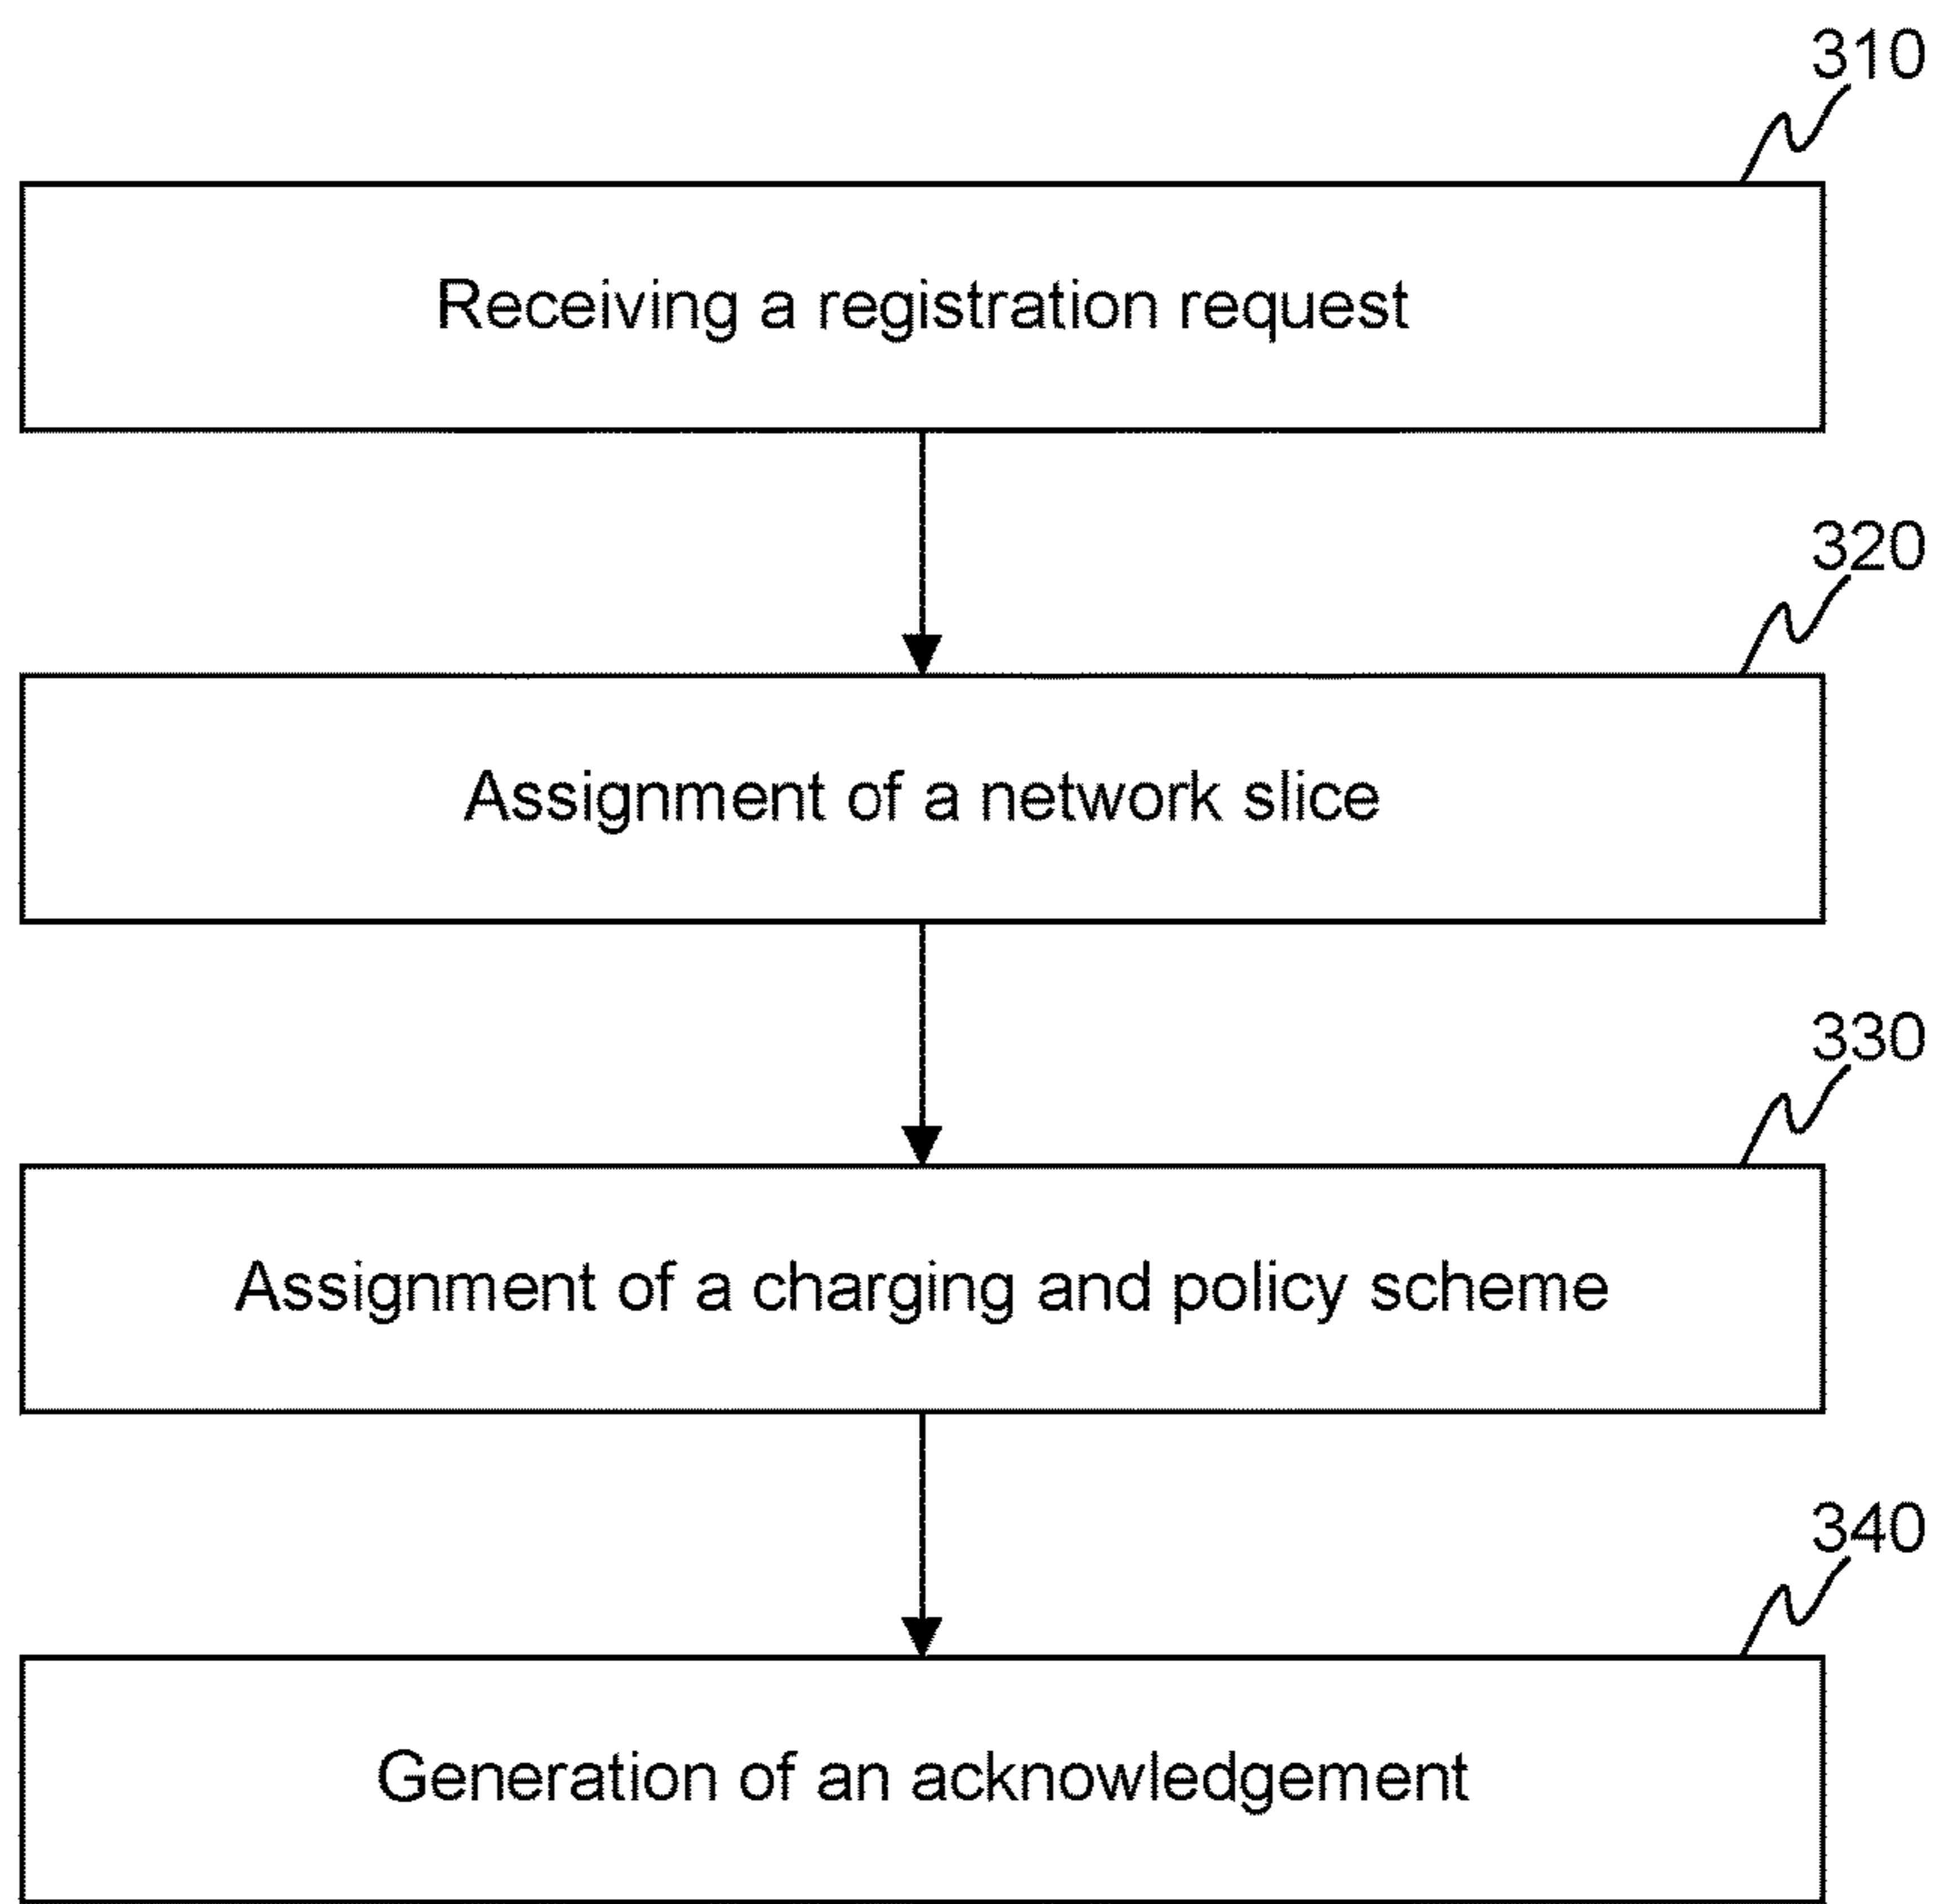 310
Receiving a registration request
320
Assignment of a network slice
330
Assignment of a charging and policy scheme
340
Generation of an acknowledgement